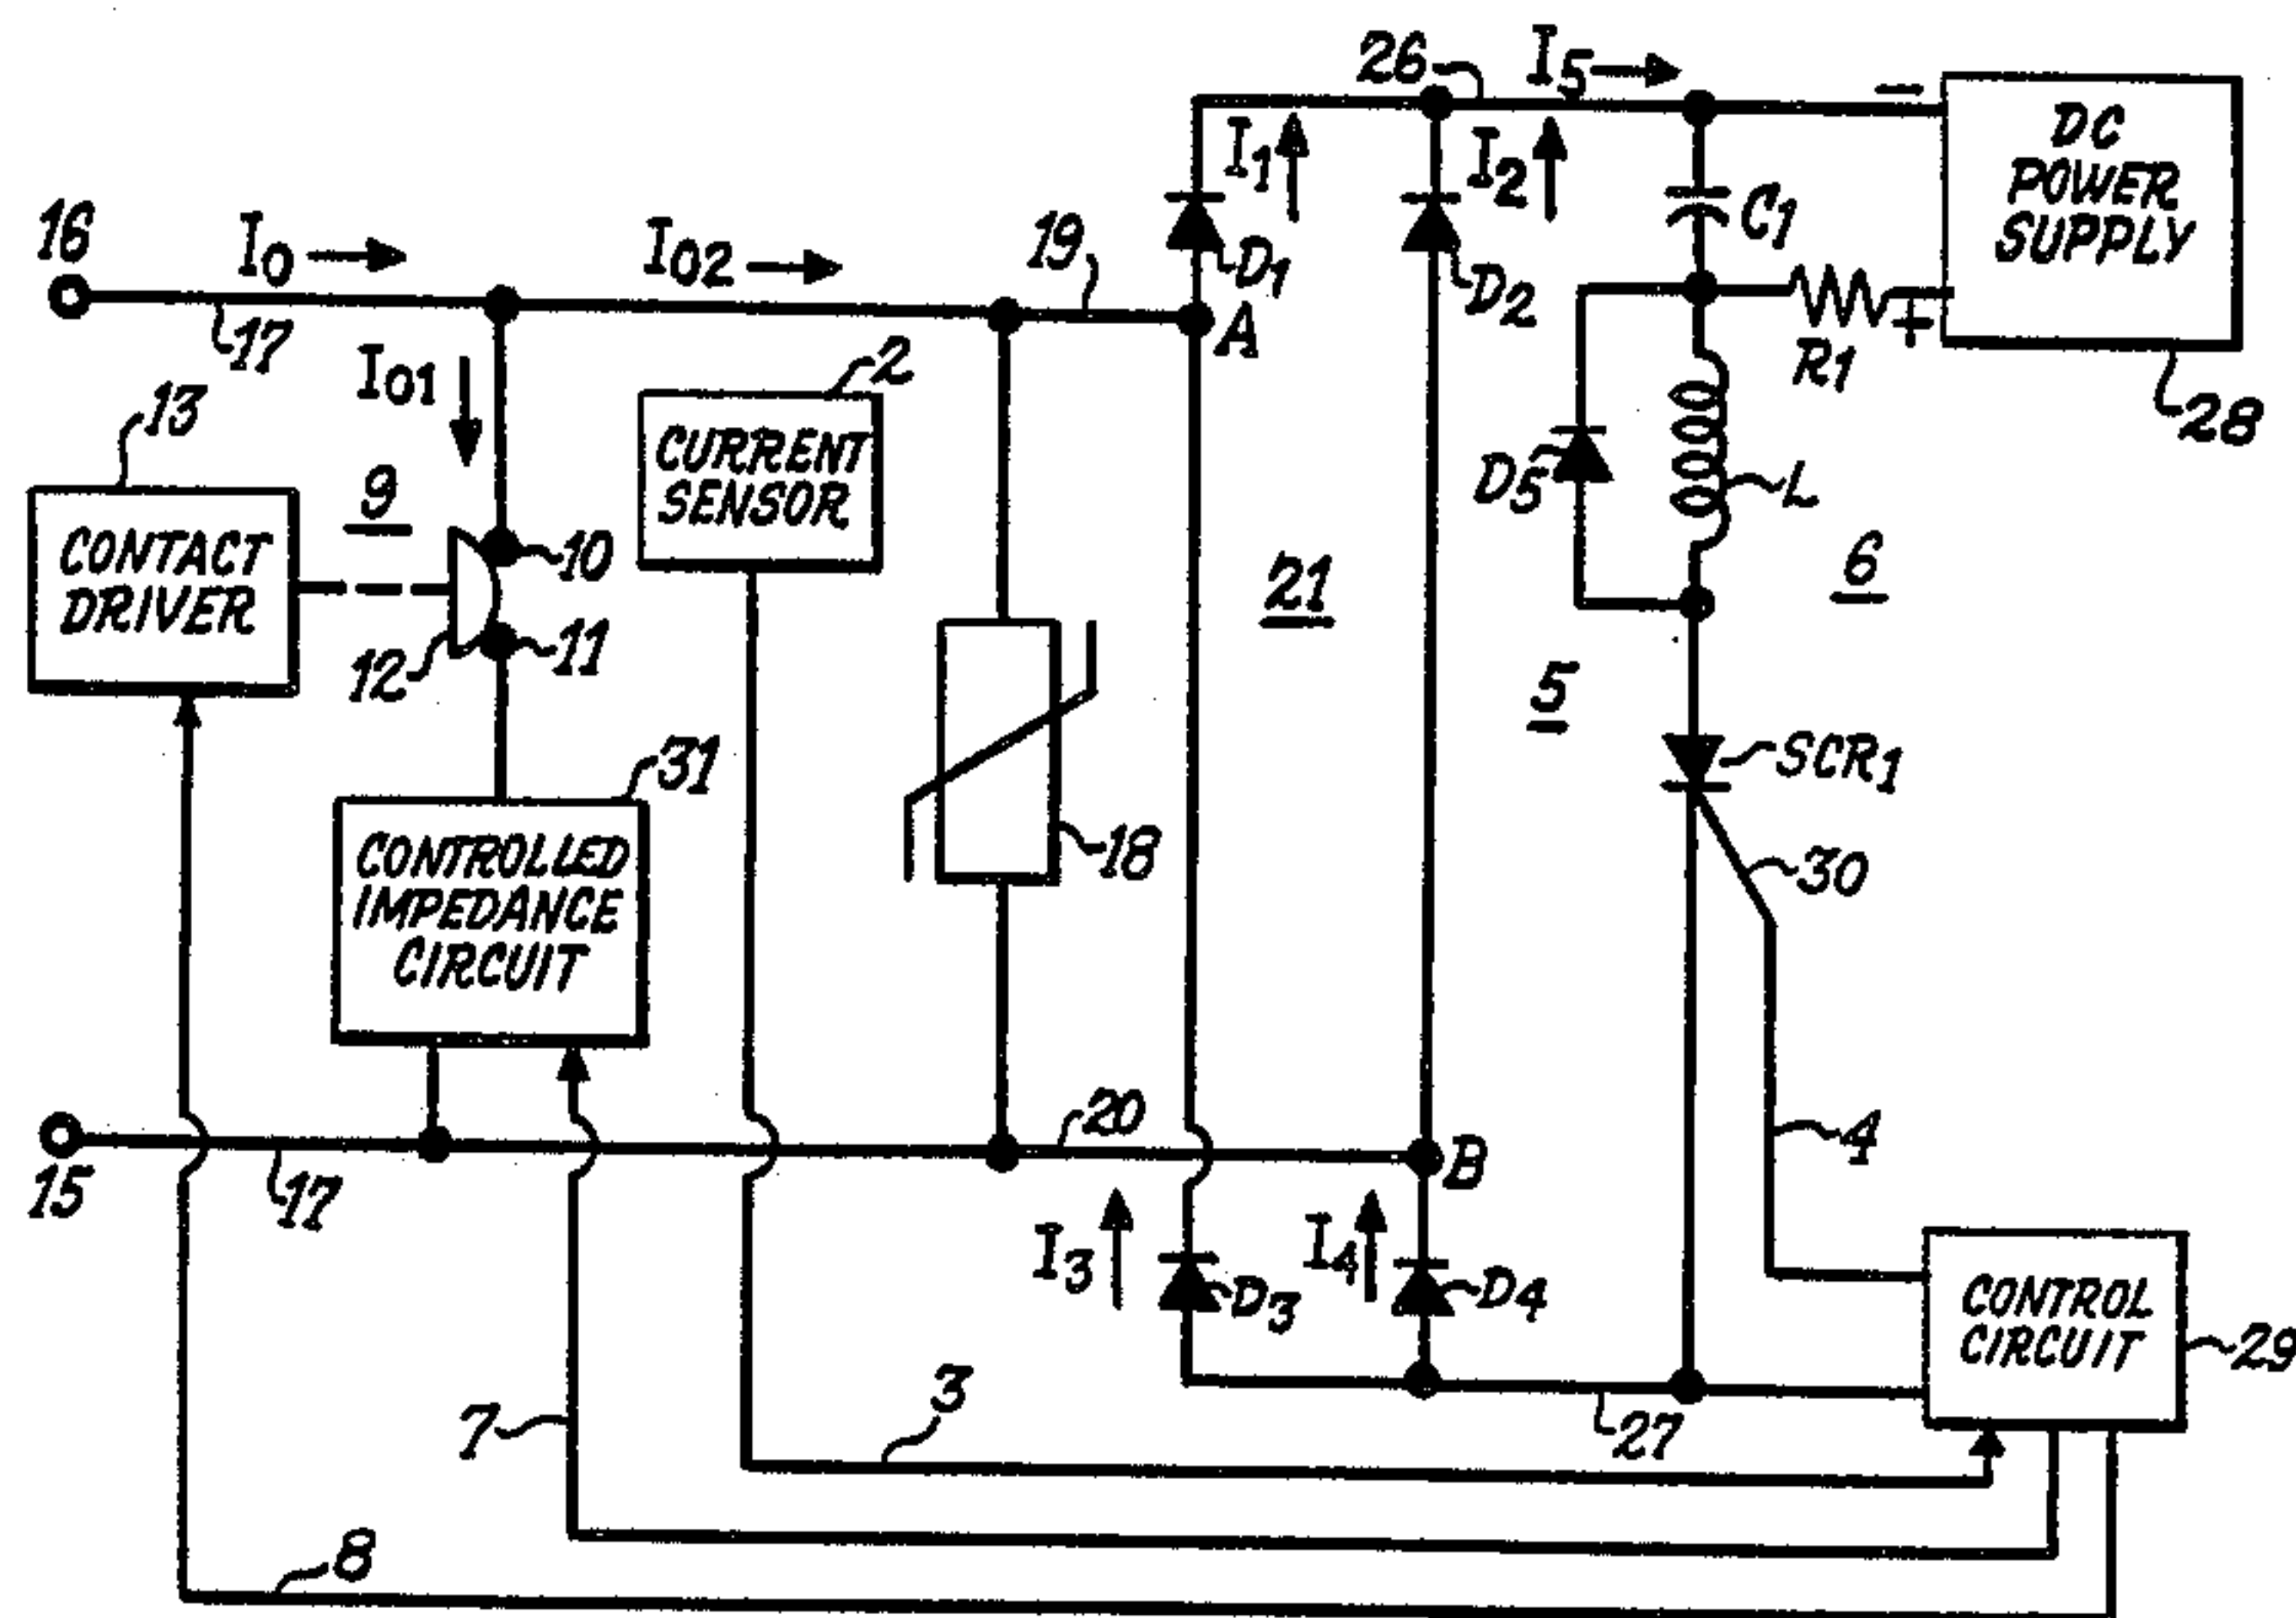 26
I5
−
DC
POWER
SUPPLY
16
I0
I02
19
I1
I2
C1
D1
D2
17
A
+
R1
28
I01
2
13
CURRENT
SENSOR
D5
L
9
CONTACT
DRIVER
10
21
6
12
11
5
31
SCR1
CONTROLLED
IMPEDANCE
CIRCUIT
18
30
20
4
15
17
B
I3
I4
D3
D4
CONTROL
CIRCUIT
29
3
7
27
8